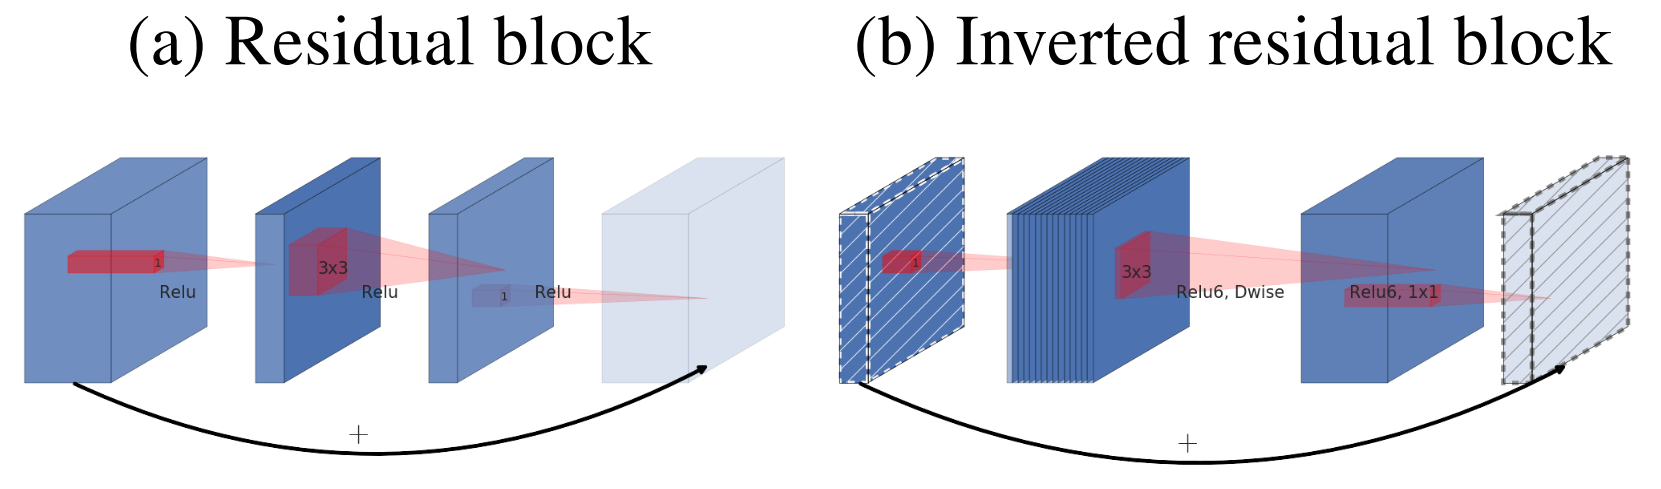 (a) Residual block
(b) Inverted residual block
1
Relu
3x3
Relu
1
Relu
+
1
3x3
Relu6, Dwise
Relu6, 1x1
+